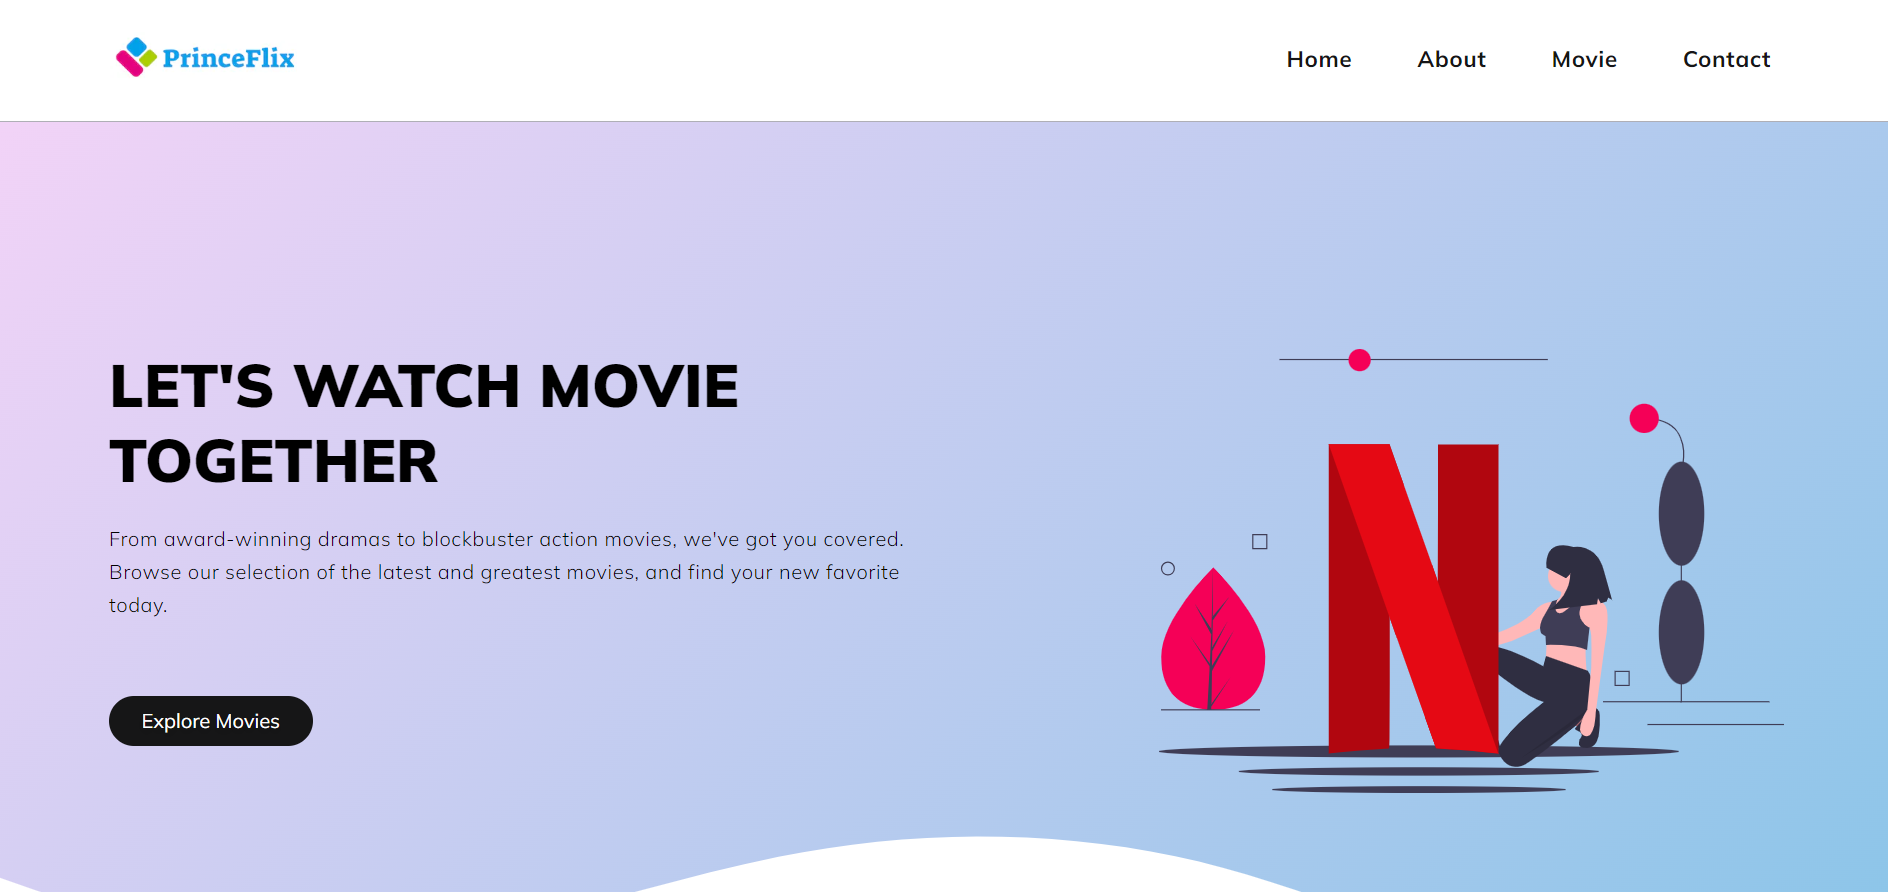 PrinceFlix
Home About Movie Contact
LET'S WATCH MOVIE
TOGETHER
From award-winning dramas to blockbuster action movies, we've got you covered.
Browse our selection of the latest and greatest movies, and find your new favorite
today.
Explore Movies
N